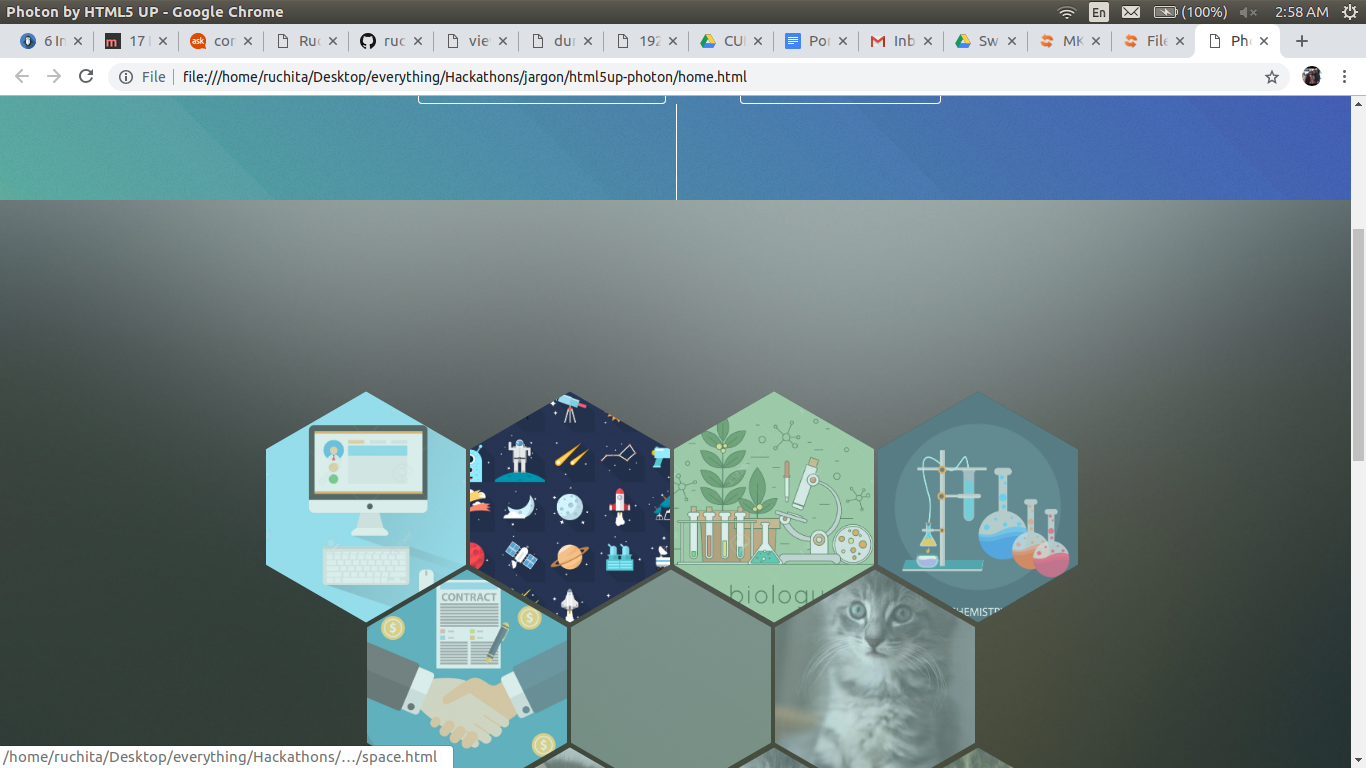 Photon by HTML5 UP - Google Chrome
En (100%) 2:58 AM
6 In 17 ask cor Ruc ruc vie dur 192 CU Por Inb Sw MK File Pho
File file:///home/ruchita/Desktop/everything/Hackathons/jargon/html5up-photon/home.html
biology
CHEMISTRY
CONTRACT
$ $
$
/home/ruchita/Desktop/everything/Hackathons/…/space.html